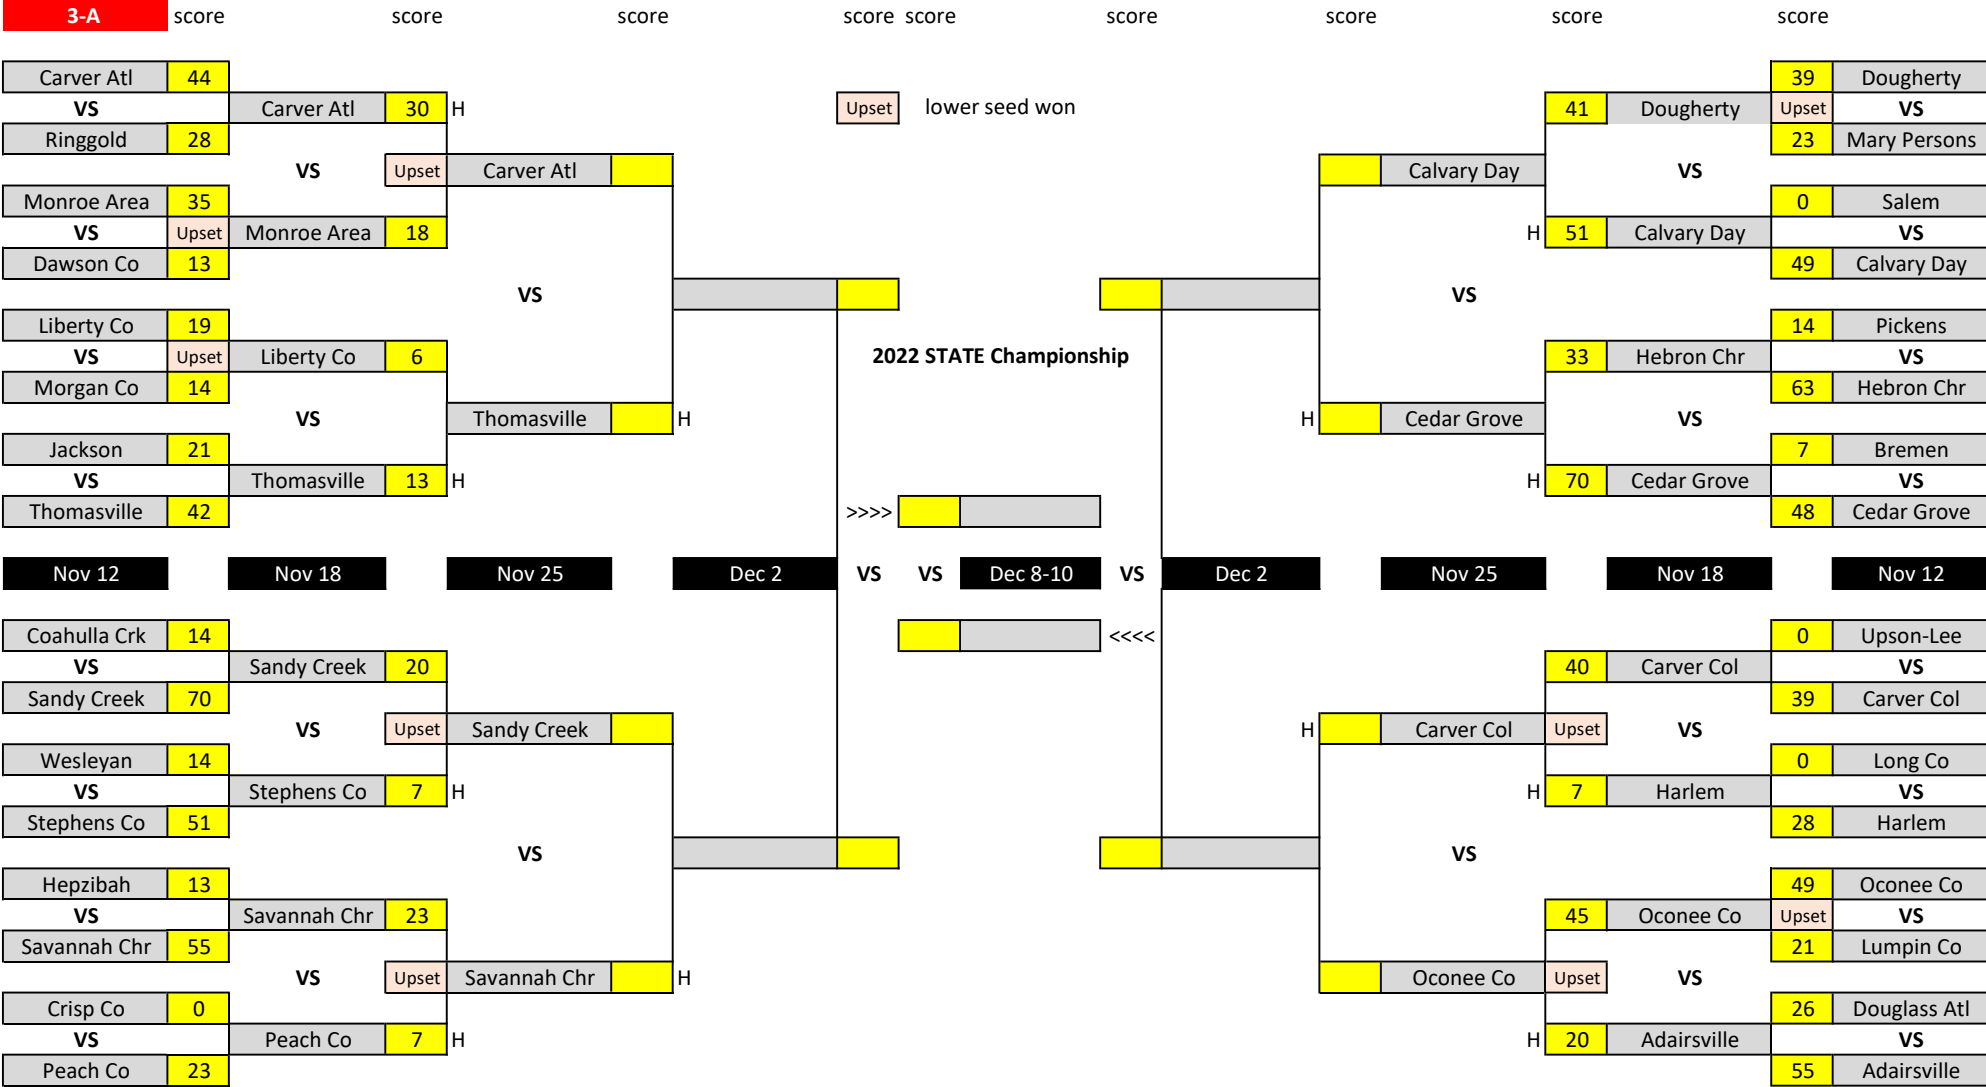 3-A score score score score score score score score score
Carver Atl 44 39 Dougherty
VS Carver Atl 30 H Upset lower seed won 41 Dougherty Upset VS
Ringgold 28 23 Mary Persons
VS Upset Carver Atl Calvary Day VS
Monroe Area 35 0 Salem
VS Upset Monroe Area 18 H 51 Calvary Day VS
Dawson Co 13 49 Calvary Day
VS VS
Liberty Co 19 14 Pickens
VS Upset Liberty Co 6 2022 STATE Championship 33 Hebron Chr VS
Morgan Co 14 63 Hebron Chr
VS Thomasville H H Cedar Grove VS
Jackson 21 7 Bremen
VS Thomasville 13 H H 70 Cedar Grove VS
Thomasville 42 >>>> 48 Cedar Grove
Nov 12 Nov 18 Nov 25 Dec 2 VS VS Dec 8-10 VS Dec 2 Nov 25 Nov 18 Nov 12
Coahulla Crk 14 <<<< 0 Upson-Lee
VS Sandy Creek 20 40 Carver Col VS
Sandy Creek 70 39 Carver Col
VS Upset Sandy Creek H Carver Col Upset VS
Wesleyan 14 0 Long Co
VS Stephens Co 7 H H 7 Harlem VS
Stephens Co 51 28 Harlem
VS VS
Hepzibah 13 49 Oconee Co
VS Savannah Chr 23 45 Oconee Co Upset VS
Savannah Chr 55 21 Lumpin Co
VS Upset Savannah Chr H Oconee Co Upset VS
Crisp Co 0 26 Douglass Atl
VS Peach Co 7 H H 20 Adairsville VS
Peach Co 23 55 Adairsville